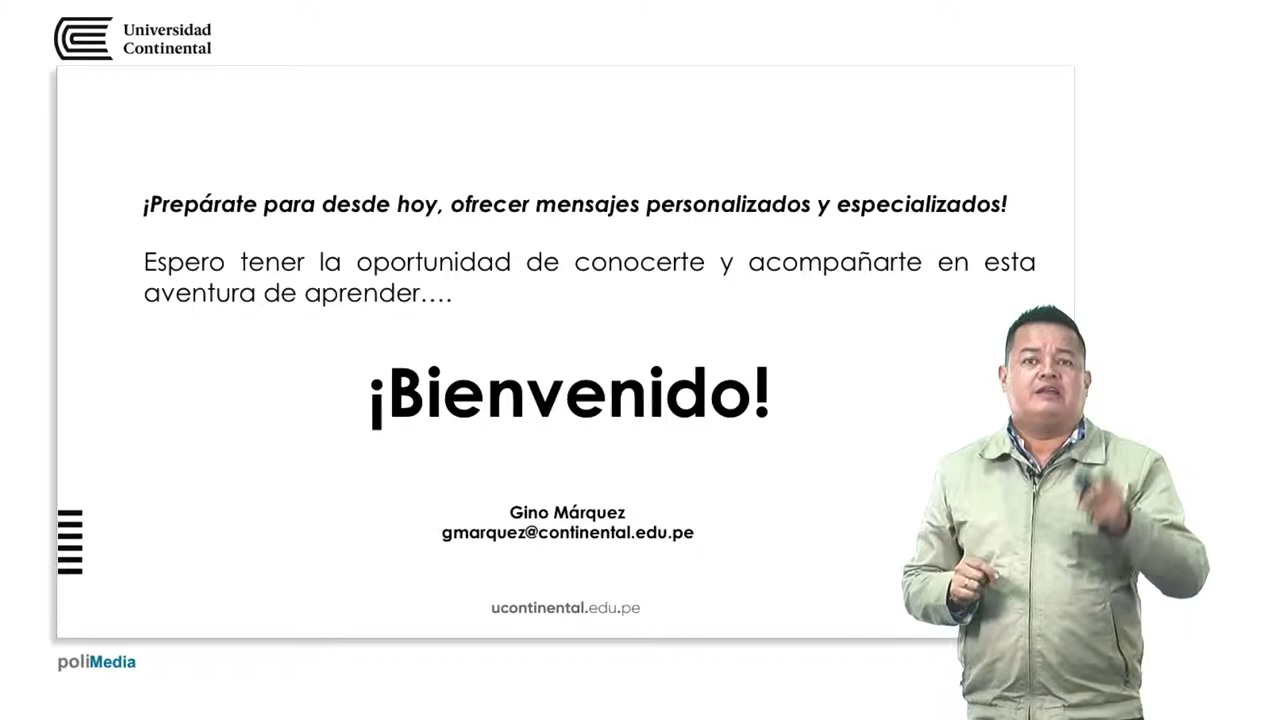 Universidad
Continental
¡Prepárate para desde hoy, ofrecer mensajes personalizados y especializados!
Espero tener la oportunidad de conocerte y acompañarte en esta
aventura de aprender….
¡Bienvenido!
Gino Márquez
gmarquez@continental.edu.pe
ucontinental.edu.pe
poliMedia